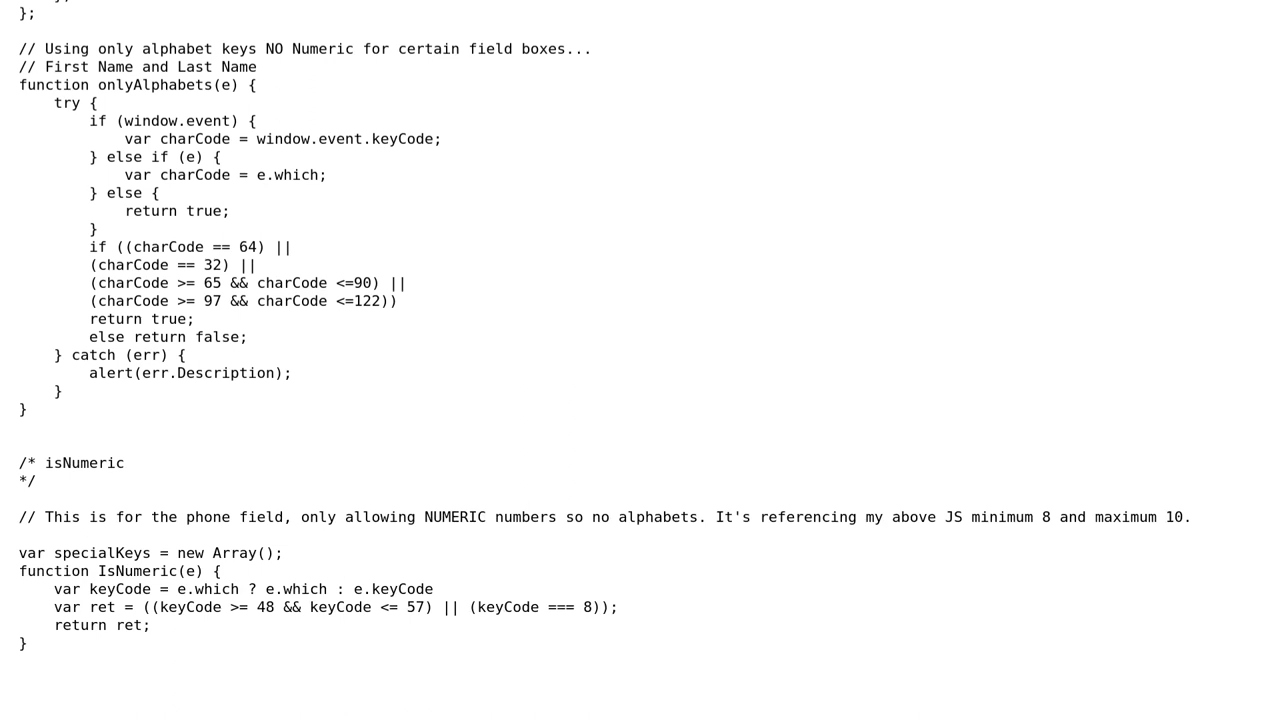 };
// Using only alphabet keys NO Numeric for certain field boxes...
// First Name and Last Name
function onlyAlphabets(e) {
    try {
        if (window.event) {
            var charCode = window.event.keyCode;
        } else if (e) {
            var charCode = e.which;
        } else {
            return true;
        }
        if ((charCode == 64) ||
        (charCode == 32) ||
        (charCode >= 65 && charCode <=90) ||
        (charCode >= 97 && charCode <=122))
        return true;
        else return false;
    } catch (err) {
        alert(err.Description);
    }
}
/* isNumeric
*/
// This is for the phone field, only allowing NUMERIC numbers so no alphabets. It's referencing my above JS minimum 8 and maximum 10.
var specialKeys = new Array();
function IsNumeric(e) {
    var keyCode = e.which ? e.which : e.keyCode
    var ret = ((keyCode >= 48 && keyCode <= 57) || (keyCode === 8));
    return ret;
}